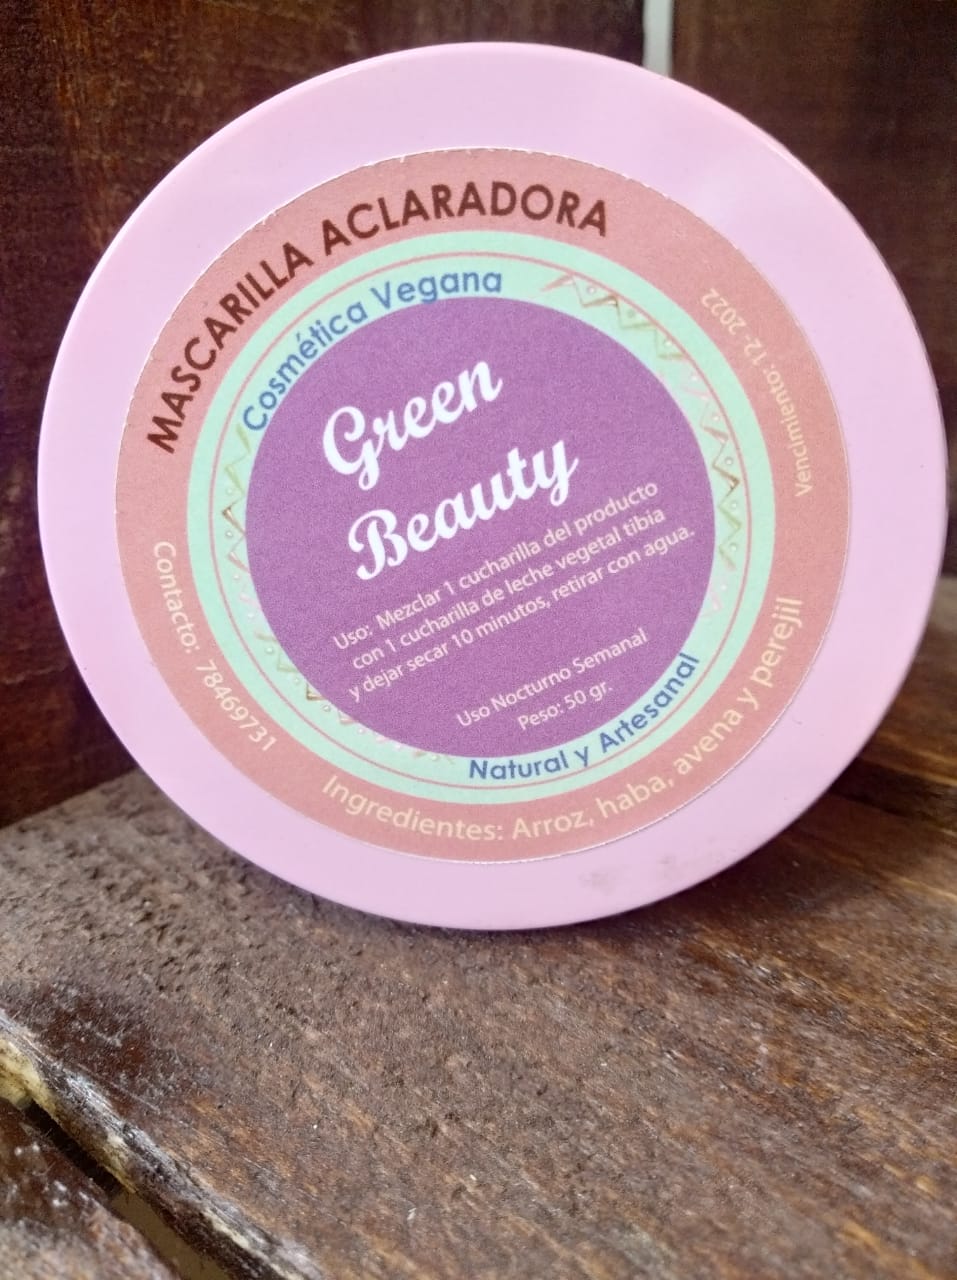 MASCARILLA ACLARADORA
Cosmética Vegana
Green
Beauty
Uso: Mezclar 1 cucharilla del producto
con 1 cucharilla de leche vegetal tibia
y dejar secar 10 minutos, retirar con agua.
Uso Nocturno Semanal
Peso: 50 gr.
Natural y Artesanal
Vencimiento: 12- 2022
Contacto: 78469731
Ingredientes: Arroz, haba, avena y perejil